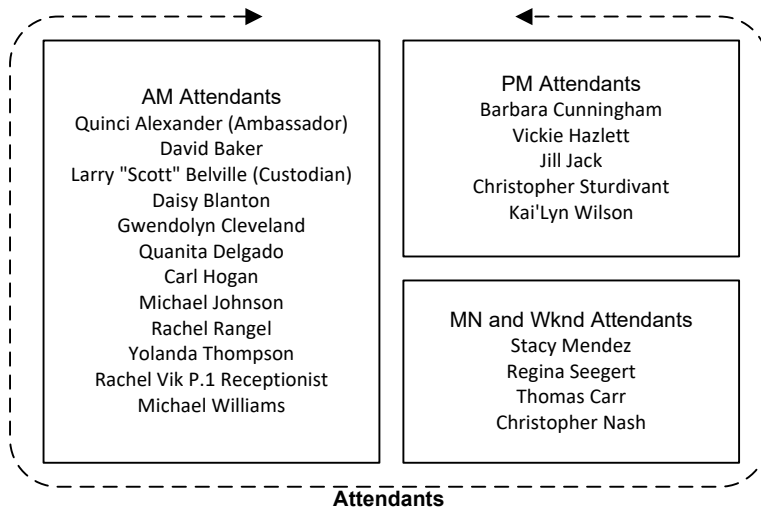 AM Attendants
Quinci Alexander (Ambassador)
David Baker
Larry "Scott" Belville (Custodian)
Daisy Blanton
Gwendolyn Cleveland
Quanita Delgado
Carl Hogan
Michael Johnson
Rachel Rangel
Yolanda Thompson
Rachel Vik P.1 Receptionist
Michael Williams
PM Attendants
Barbara Cunningham
Vickie Hazlett
Jill Jack
Christopher Sturdivant
Kai'Lyn Wilson
MN and Wknd Attendants
Stacy Mendez
Regina Seegert
Thomas Carr
Christopher Nash
Attendants